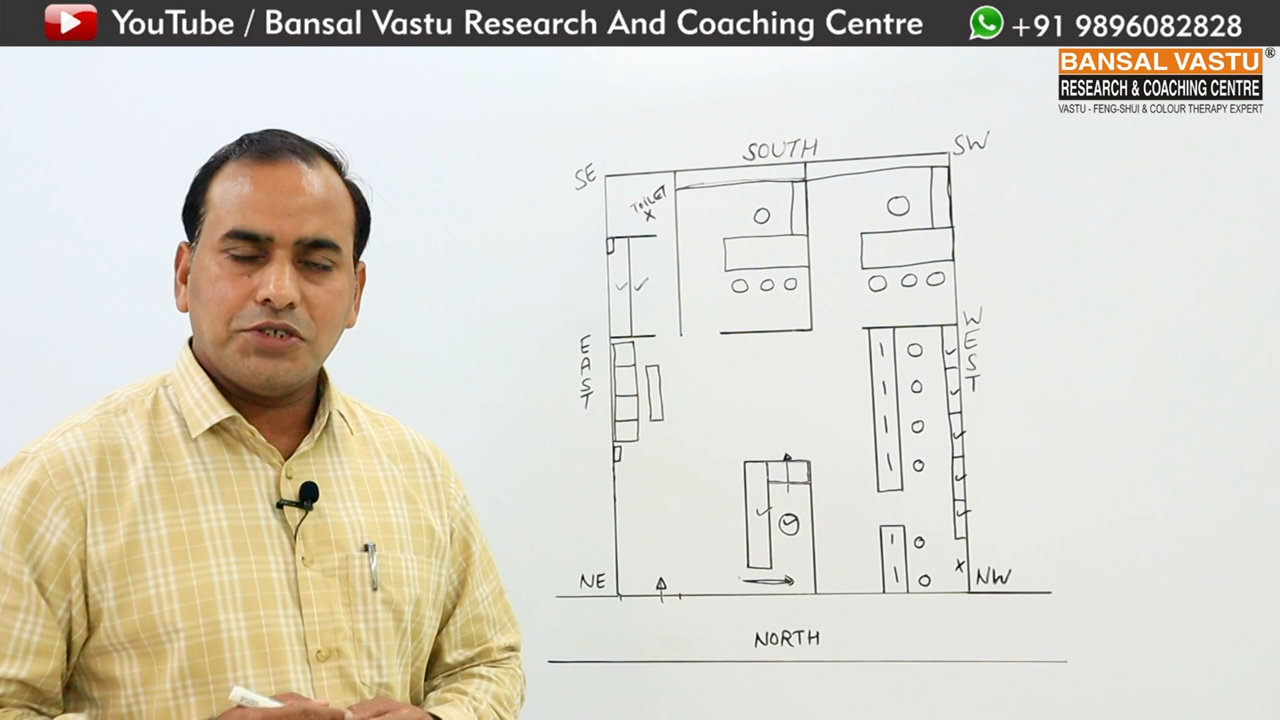 YouTube / Bansal Vastu Research And Coaching Centre
+91 9896082828
BANSAL VASTU®
RESEARCH & COACHING CENTRE
VASTU - FENG-SHUI & COLOUR THERAPY EXPERT
SOUTH
SW
SE
TOILET
EAST
WEST
NE
NW
NORTH